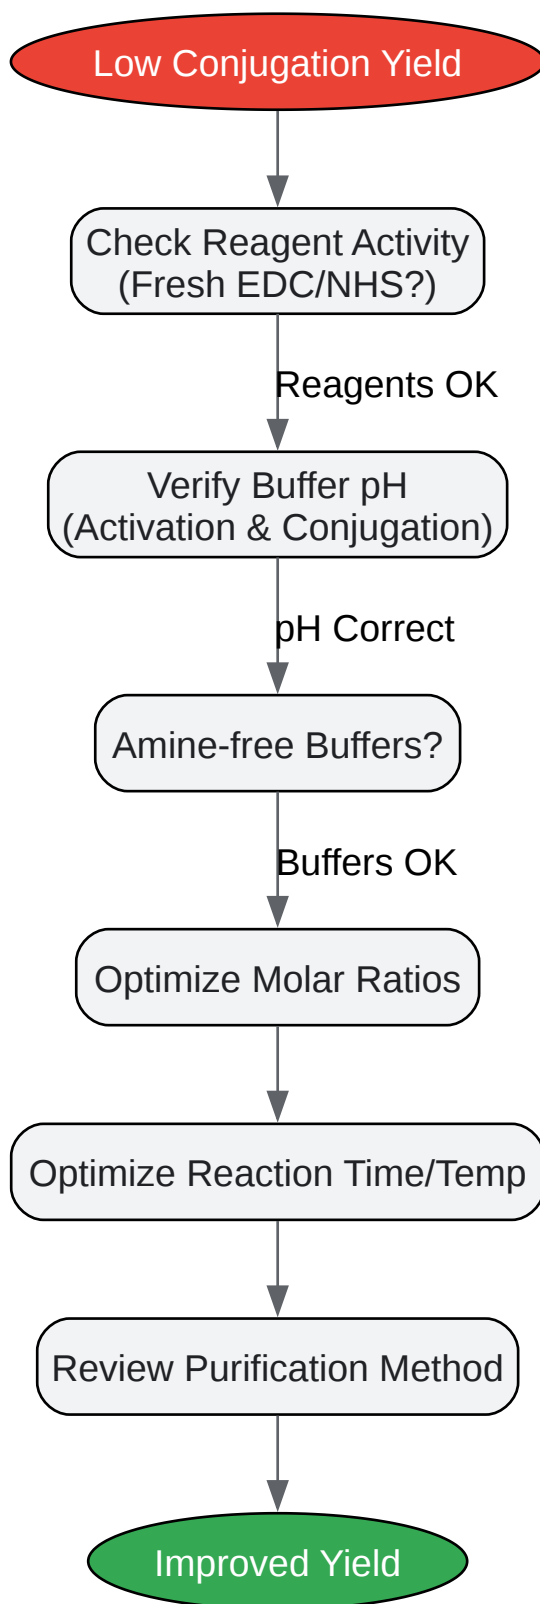 Low Conjugation Yield
Check Reagent Activity
(Fresh EDC/NHS?)
Reagents OK
Verify Buffer pH
(Activation & Conjugation)
pH Correct
Amine-free Buffers?
Buffers OK
Optimize Molar Ratios
Optimize Reaction Time/Temp
Review Purification Method
Improved Yield